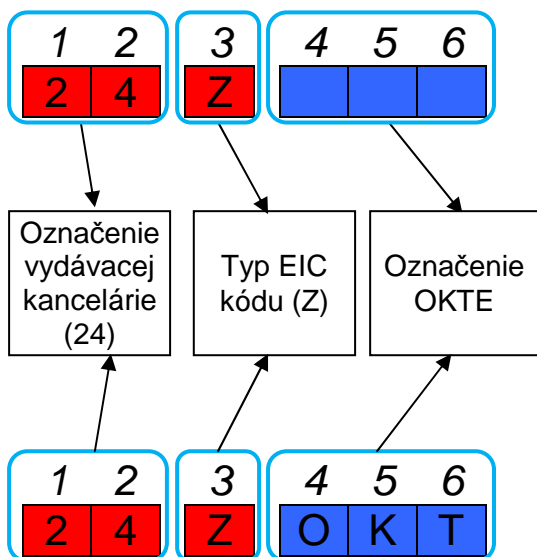 1 2 3 4 5 6
2 4 Z
Označenie
vydávacej
kancelárie
(24)
Typ EIC
kódu (Z)
Označenie
OKTE
1 2 3 4 5 6
2 4 Z O K T